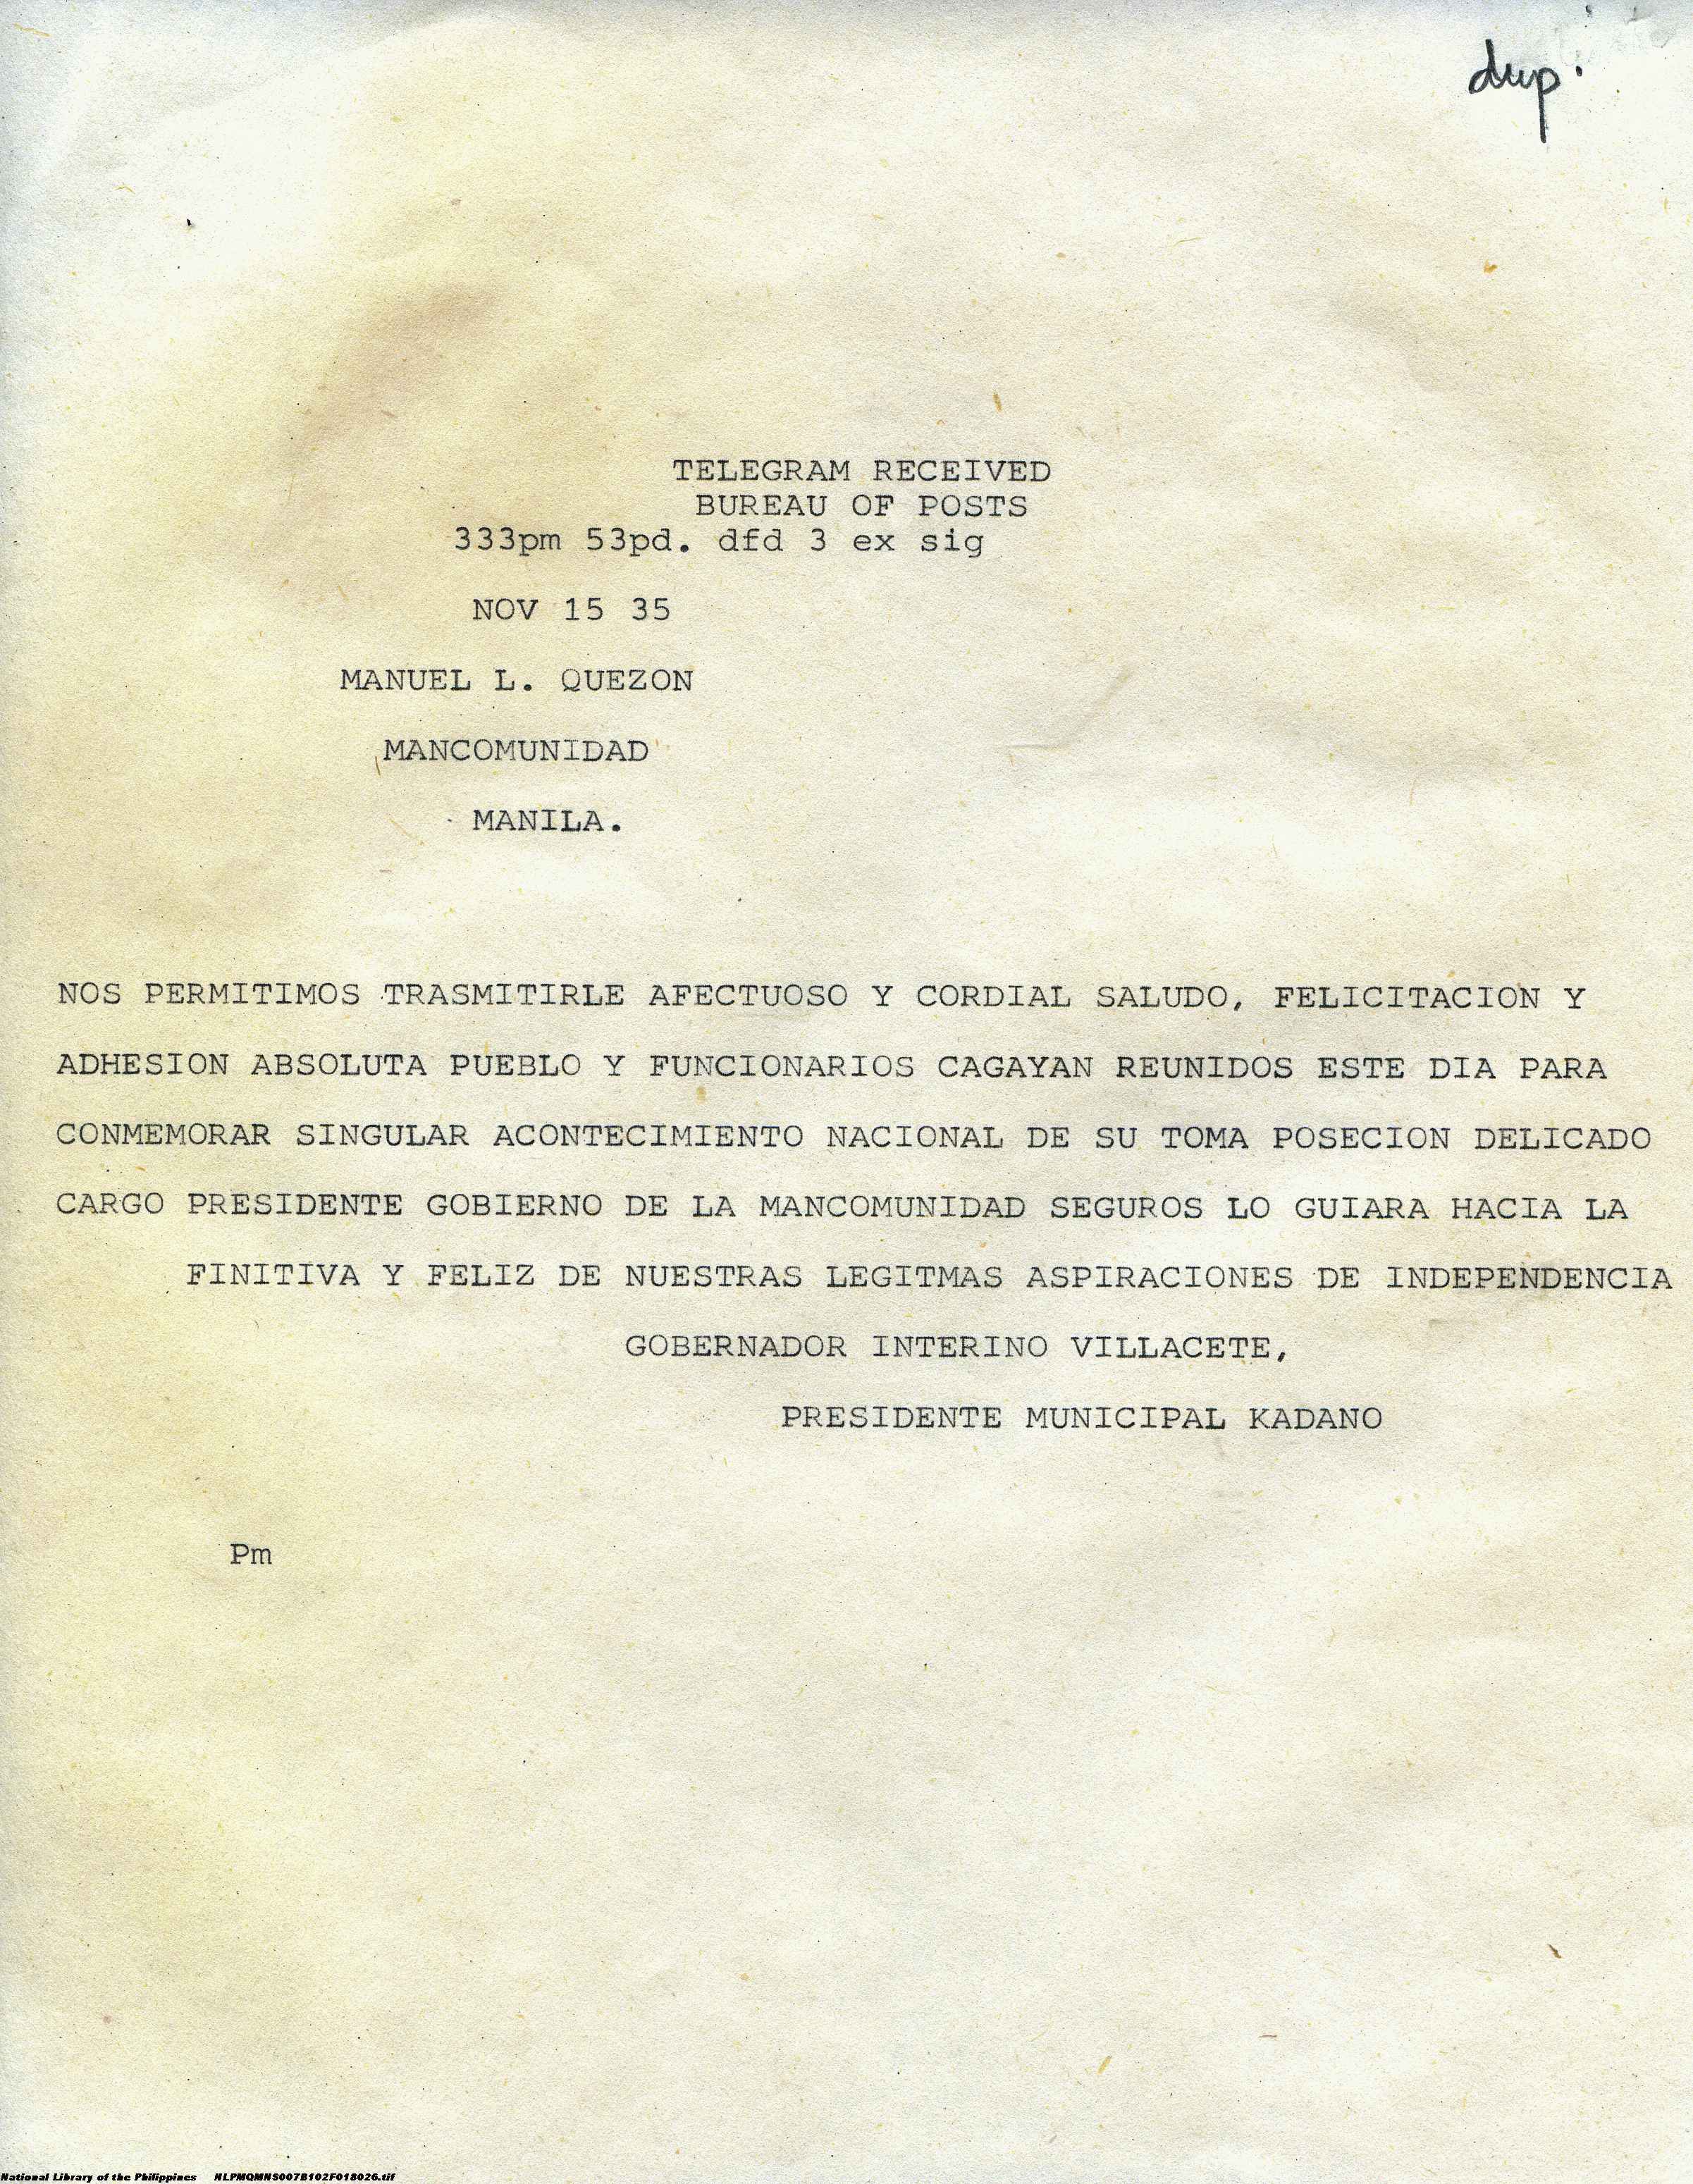 dup.
TELEGRAM RECEIVED
BUREAU OF POSTS
333pm 53pd. dfd 3 ex sig
NOV 15 35
MANUEL L. QUEZON
MANCOMUNIDAD
MANILA.
NOS PERMITIMOS TRASMITIRLE AFECTUOSO Y CORDIAL SALUDO, FELICITACION Y
ADHESION ABSOLUTA PUEBLO Y FUNCIONARIOS CAGAYAN REUNIDOS ESTE DIA PARA
CONMEMORAR SINGULAR ACONTECIMIENTO NACIONAL DE SU TOMA POSECION DELICADO
CARGO PRESIDENTE GOBIERNO DE LA MANCOMUNIDAD SEGUROS LO GUIARA HACIA LA
FINITIVA Y FELIZ DE NUESTRAS LEGITMAS ASPIRACIONES DE INDEPENDENCIA
GOBERNADOR INTERINO VILLACETE,
PRESIDENTE MUNICIPAL KADANO
Pm
National Library of the Philippines NLPMQMNS007B102F018026.tif